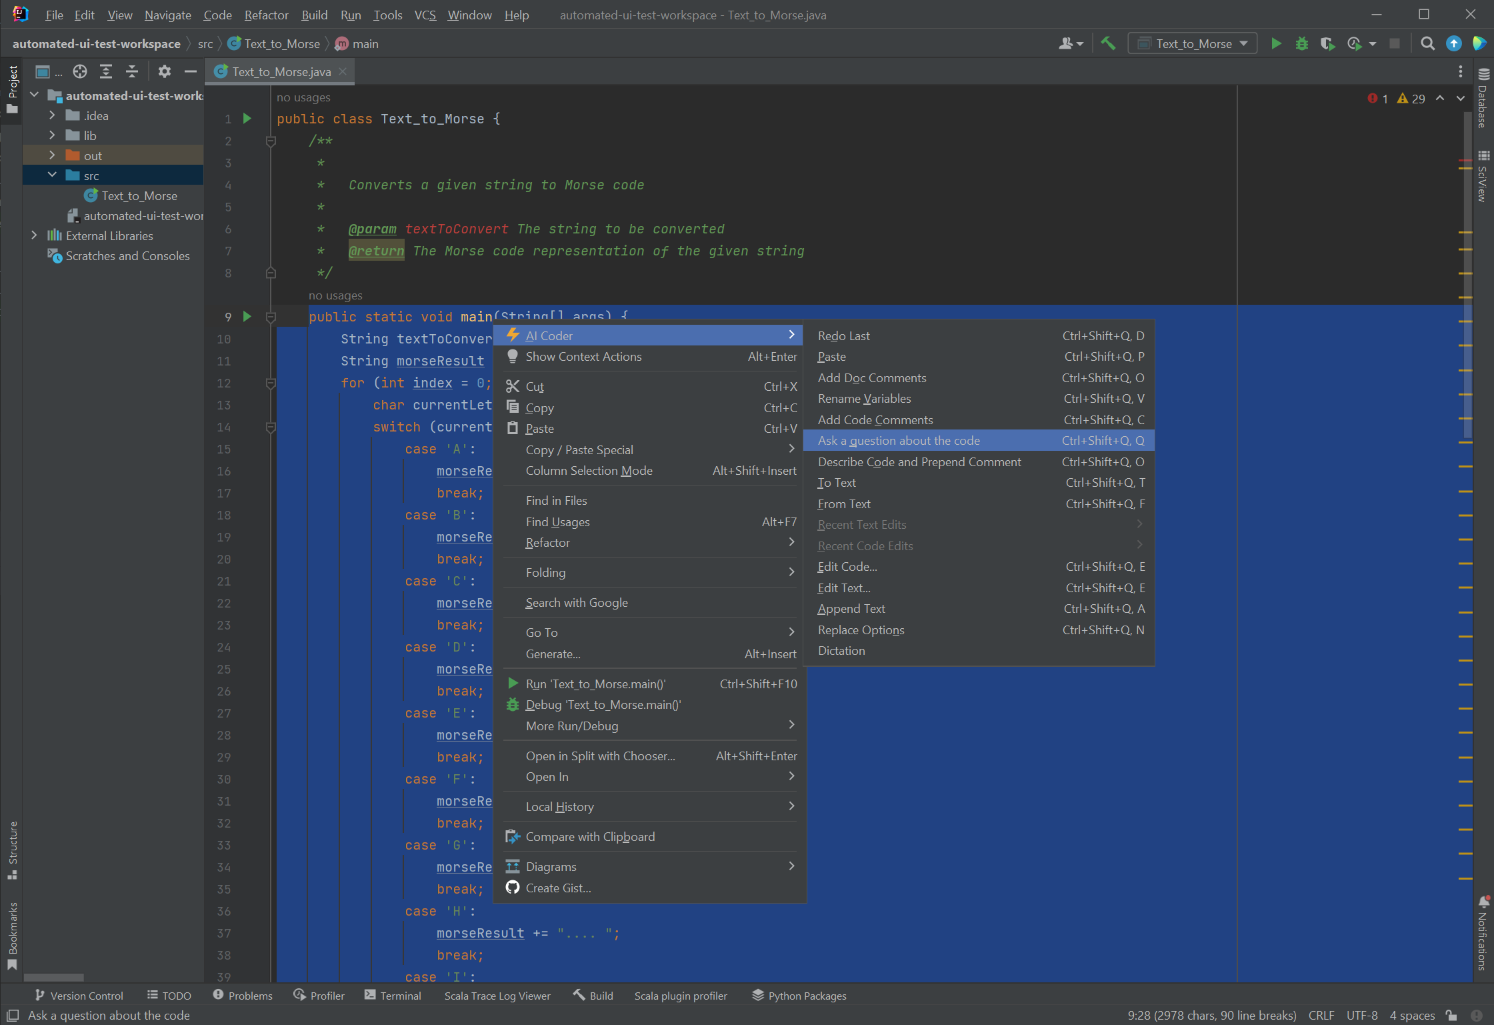 File Edit View Navigate Code Refactor Build Run Tools VCS Window Help automated-ui-test-workspace - Text_to_Morse.java
automated-ui-test-workspace src Text_to_Morse main Text_to_Morse
Project
...
Text_to_Morse.java
automated-ui-test-work
.idea
lib
out
src
Text_to_Morse
automated-ui-test-wor
External Libraries
Scratches and Consoles
Structure
Bookmarks
no usages
1 29
1 public class Text_to_Morse {
2 /**
3 *
4 * Converts a given string to Morse code
5 *
6 * @param textToConvert The string to be converted
7 * @return The Morse code representation of the given string
8 */
no usages
9 public static void main(String[] args) {
10 String textToConver
11 String morseResult
12 for (int index = 0;
13 char currentLet
14 switch (current
15 case 'A':
16 morseRe
17 break;
18 case 'B':
19 morseRe
20 break;
21 case 'C':
22 morseRe
23 break;
24 case 'D':
25 morseRe
26 break;
27 case 'E':
28 morseRe
29 break;
30 case 'F':
31 morseRe
32 break;
33 case 'G':
34 morseRe
35 break;
36 case 'H':
37 morseResult += ".... ";
38 break;
39 case 'I':
AI Coder
Show Context Actions Alt+Enter
Cut Ctrl+X
Copy Ctrl+C
Paste Ctrl+V
Copy / Paste Special
Column Selection Mode Alt+Shift+Insert
Find in Files
Find Usages Alt+F7
Refactor
Folding
Search with Google
Go To
Generate... Alt+Insert
Run 'Text_to_Morse.main()' Ctrl+Shift+F10
Debug 'Text_to_Morse.main()'
More Run/Debug
Open in Split with Chooser... Alt+Shift+Enter
Open In
Local History
Compare with Clipboard
Diagrams
Create Gist...
Redo Last Ctrl+Shift+Q, D
Paste Ctrl+Shift+Q, P
Add Doc Comments Ctrl+Shift+Q, O
Rename Variables Ctrl+Shift+Q, V
Add Code Comments Ctrl+Shift+Q, C
Ask a question about the code Ctrl+Shift+Q, Q
Describe Code and Prepend Comment Ctrl+Shift+Q, O
To Text Ctrl+Shift+Q, T
From Text Ctrl+Shift+Q, F
Recent Text Edits
Recent Code Edits
Edit Code... Ctrl+Shift+Q, E
Edit Text... Ctrl+Shift+Q, E
Append Text Ctrl+Shift+Q, A
Replace Options Ctrl+Shift+Q, N
Dictation
Database
SciView
Notifications
Version Control TODO Problems Profiler Terminal Scala Trace Log Viewer Build Scala plugin profiler Python Packages
Ask a question about the code 9:28 (2978 chars, 90 line breaks) CRLF UTF-8 4 spaces